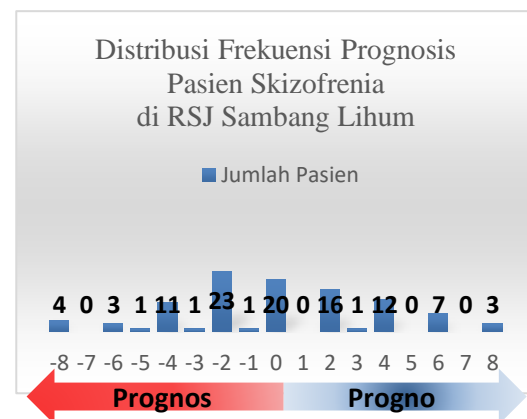 Distribusi Frekuensi Prognosis
Pasien Skizofrenia
di RSJ Sambang Lihum
Jumlah Pasien
4 0 3 1 11 1 23 1 20 0 16 1 12 0 7 0 3
-8 -7 -6 -5 -4 -3 -2 -1 0 1 2 3 4 5 6 7 8
Prognos Progno